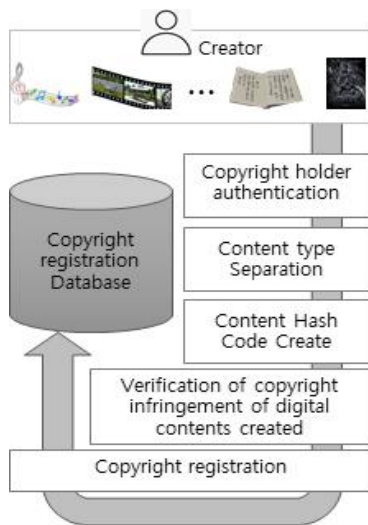 Creator
Copyright holder
authentication
Content type
Separation
Copyright
registration
Database
Content Hash
Code Create
Verification of copyright
infringement of digital
contents created
Copyright registration